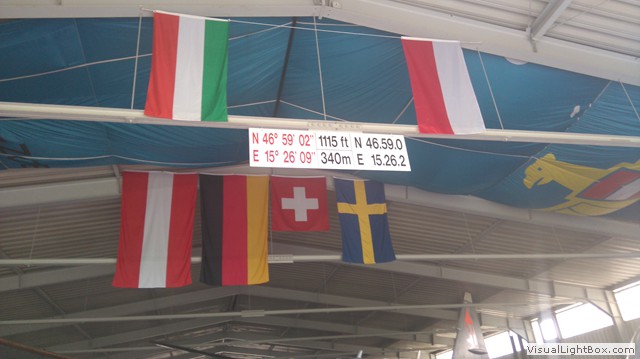 N 46° 59' 02" 1115 ft N 46.59.0
E 15° 26' 09" 340m E 15.26.2
VisualLightBox.com